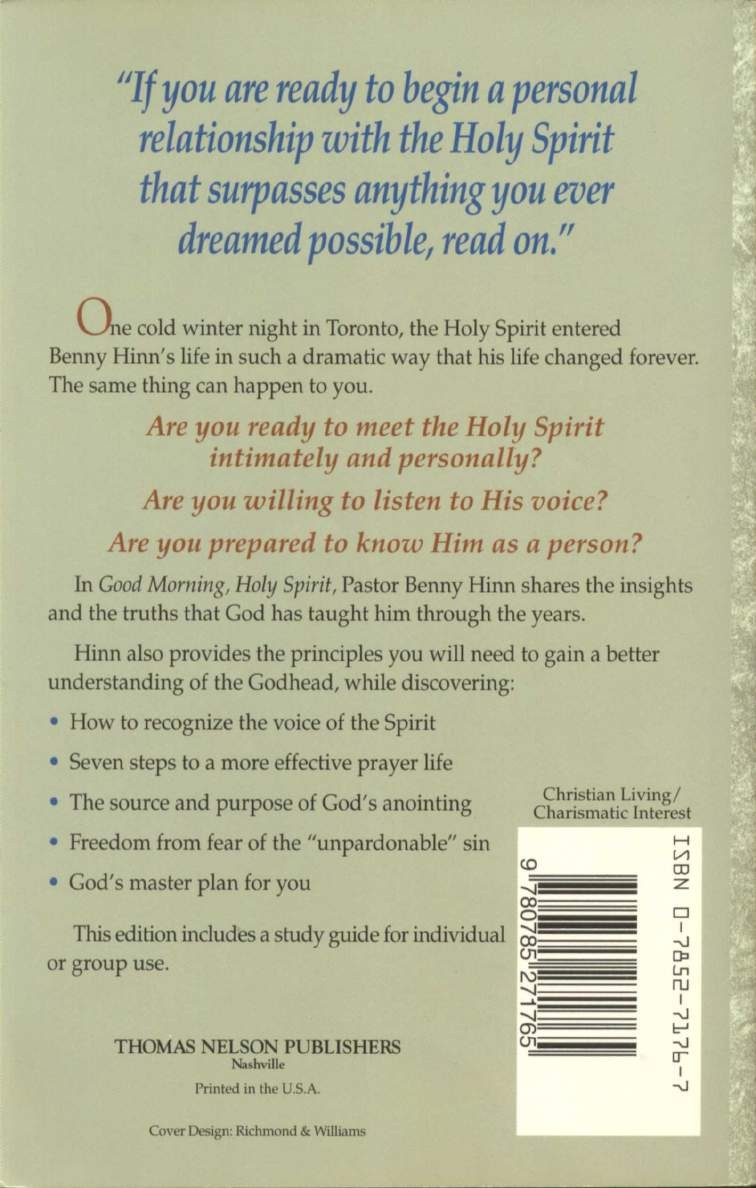 "If you are ready to begin a personal
relationship with the Holy Spirit
that surpasses anything you ever
dreamed possible, read on."
One cold winter night in Toronto, the Holy Spirit entered
Benny Hinn's life in such a dramatic way that his life changed forever.
The same thing can happen to you.
Are you ready to meet the Holy Spirit
intimately and personally?
Are you willing to listen to His voice?
Are you prepared to know Him as a person?
In Good Morning, Holy Spirit, Pastor Benny Hinn shares the insights
and the truths that God has taught him through the years.
Hinn also provides the principles you will need to gain a better
understanding of the Godhead, while discovering:
• How to recognize the voice of the Spirit
• Seven steps to a more effective prayer life
• The source and purpose of God's anointing
• Freedom from fear of the "unpardonable" sin
• God's master plan for you
This edition includes a study guide for individual
or group use.
THOMAS NELSON PUBLISHERS
Nashville
Printed in the U.S.A.
Cover Design: Richmond & Williams
Christian Living/
Charismatic Interest
ISBN 0-7852-7176-7
9 780785 271765